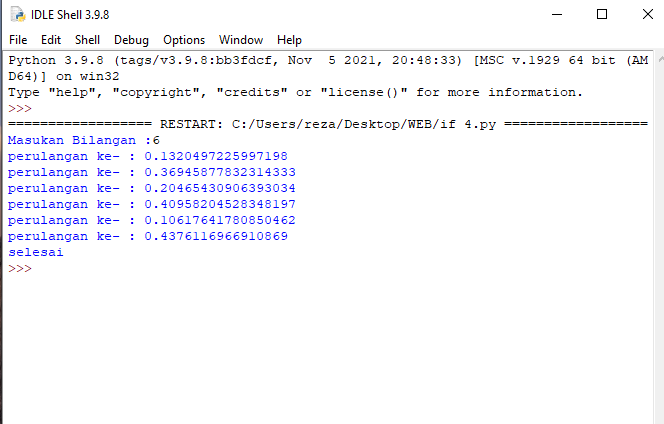 IDLE Shell 3.9.8
File Edit Shell Debug Options Window Help
Python 3.9.8 (tags/v3.9.8:bb3fdcf, Nov  5 2021, 20:48:33) [MSC v.1929 64 bit (AM
D64)] on win32
Type "help", "copyright", "credits" or "license()" for more information.
>>>
================== RESTART: C:/Users/reza/Desktop/WEB/if 4.py ==================
Masukan Bilangan :6
perulangan ke- : 0.1320497225997198
perulangan ke- : 0.36945877832314333
perulangan ke- : 0.20465430906393034
perulangan ke- : 0.40958204528348197
perulangan ke- : 0.10617641780850462
perulangan ke- : 0.4376116966910869
selesai
>>>